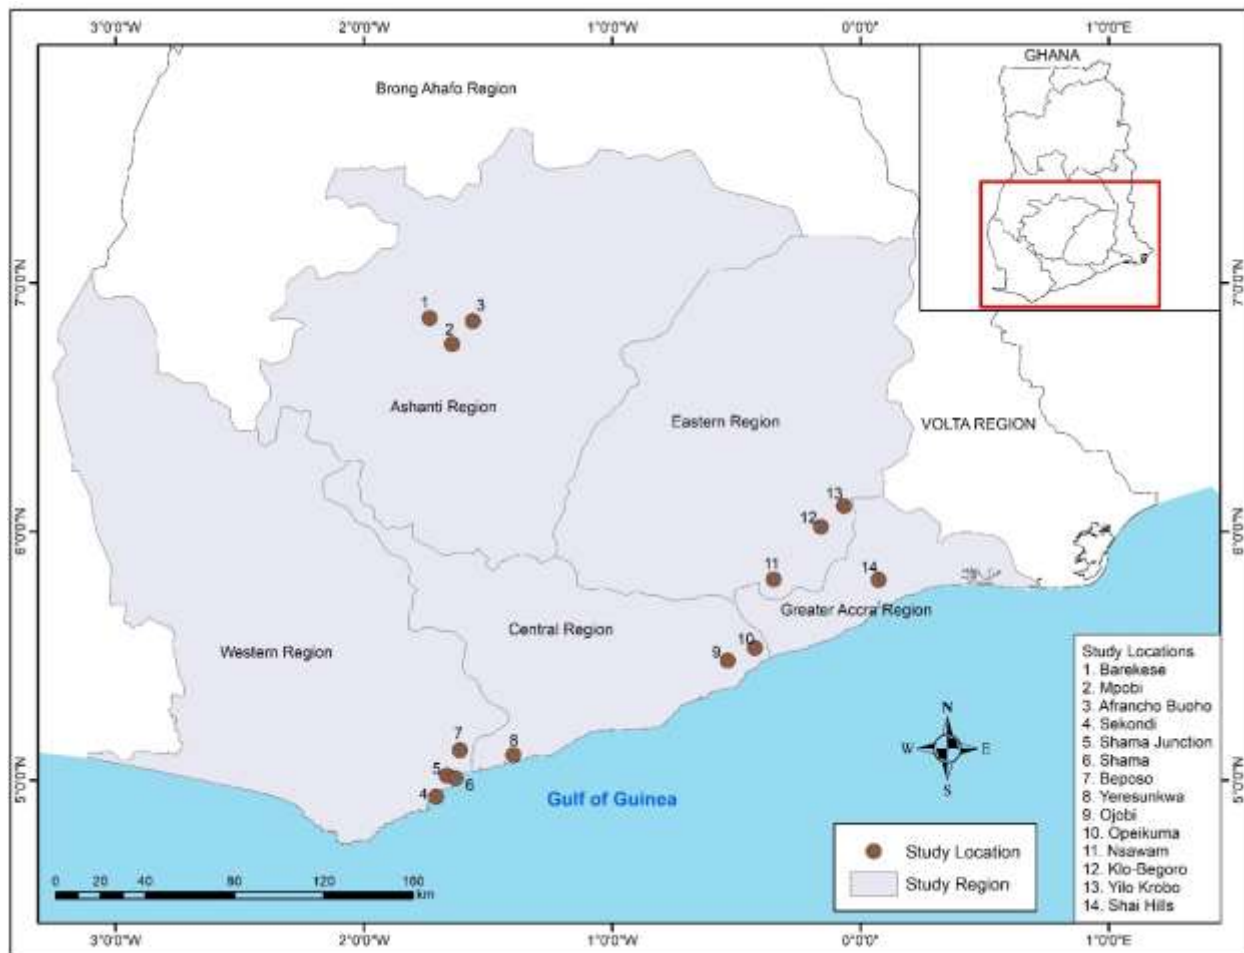 3°0'0"W 2°0'0"W 1°0'0"W 0°0'0" 1°0'0"E
GHANA
Brong Ahafo Region
7°0'0"N
7°0'0"N
1
3
2
Ashanti Region
Eastern Region
VOLTA REGION
13
12
6°0'0"N
6°0'0"N
11
14
Greater Accra Region
Central Region
10
9
Western Region
7
8
5
6
4
5°0'0"N
5°0'0"N
Gulf of Guinea
N
W E
S
Study Locations
1. Barekese
2. Mpobi
3. Afrancho Buoho
4. Sekondi
5. Shama Junction
6. Shama
7. Beposo
8. Yeresunkwa
9. Ojobi
10. Opeikuma
11. Nsawam
12. Klo-Begoro
13. Yilo Krobo
14. Shai Hills
Study Location
Study Region
0 20 40 80 120 160
km
3°0'0"W 2°0'0"W 1°0'0"W 0°0'0" 1°0'0"E